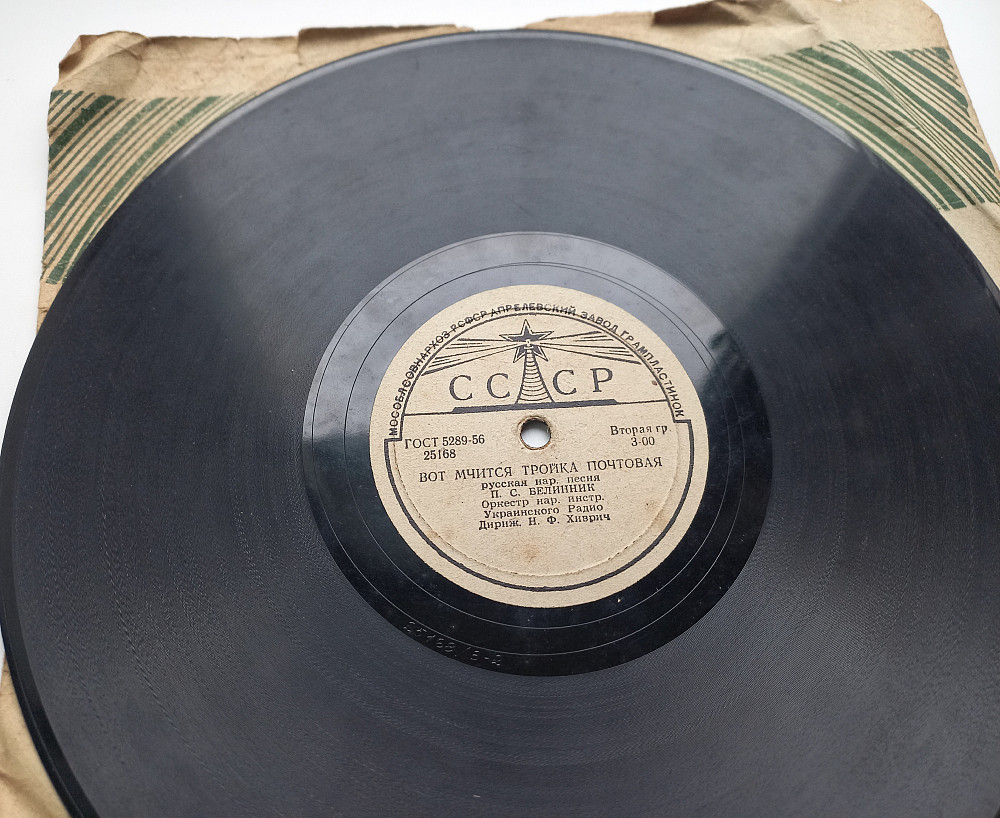 МОСОБЛСОВНАРХОЗ РСФСР АПРЕЛЕВСКИЙ ЗАВОД ГРАМПЛАСТИНОК
СССР
ГОСТ 5289-56
Вторая гр.
25168
3-00
ВОТ МЧИТСЯ ТРОЙКА ПОЧТОВАЯ
русская нар. песня
П. С. БЕЛИННИК
Оркестр нар. инстр.
Украинского Радио
Дириж. Н. Ф. Хиврич